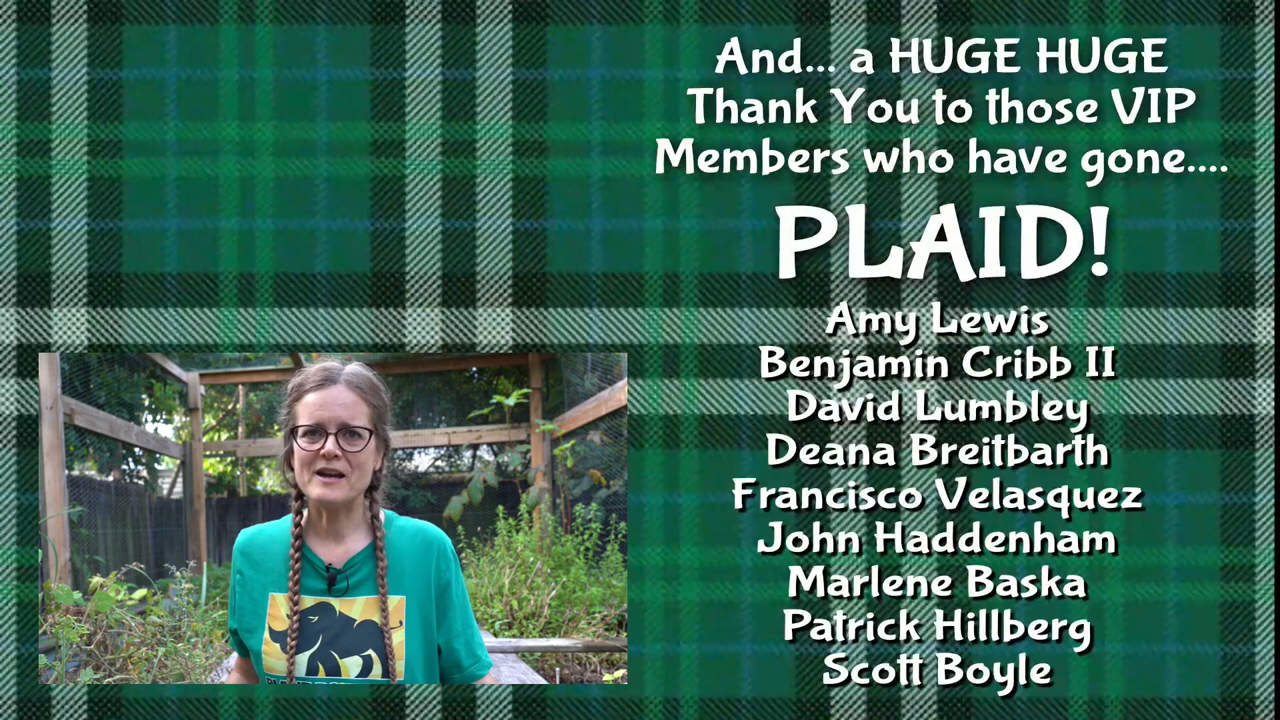 And... a HUGE HUGE
Thank You to those VIP
Members who have gone....
PLAID!
Amy Lewis
Benjamin Cribb II
David Lumbley
Deana Breitbarth
Francisco Velasquez
John Haddenham
Marlene Baska
Patrick Hillberg
Scott Boyle